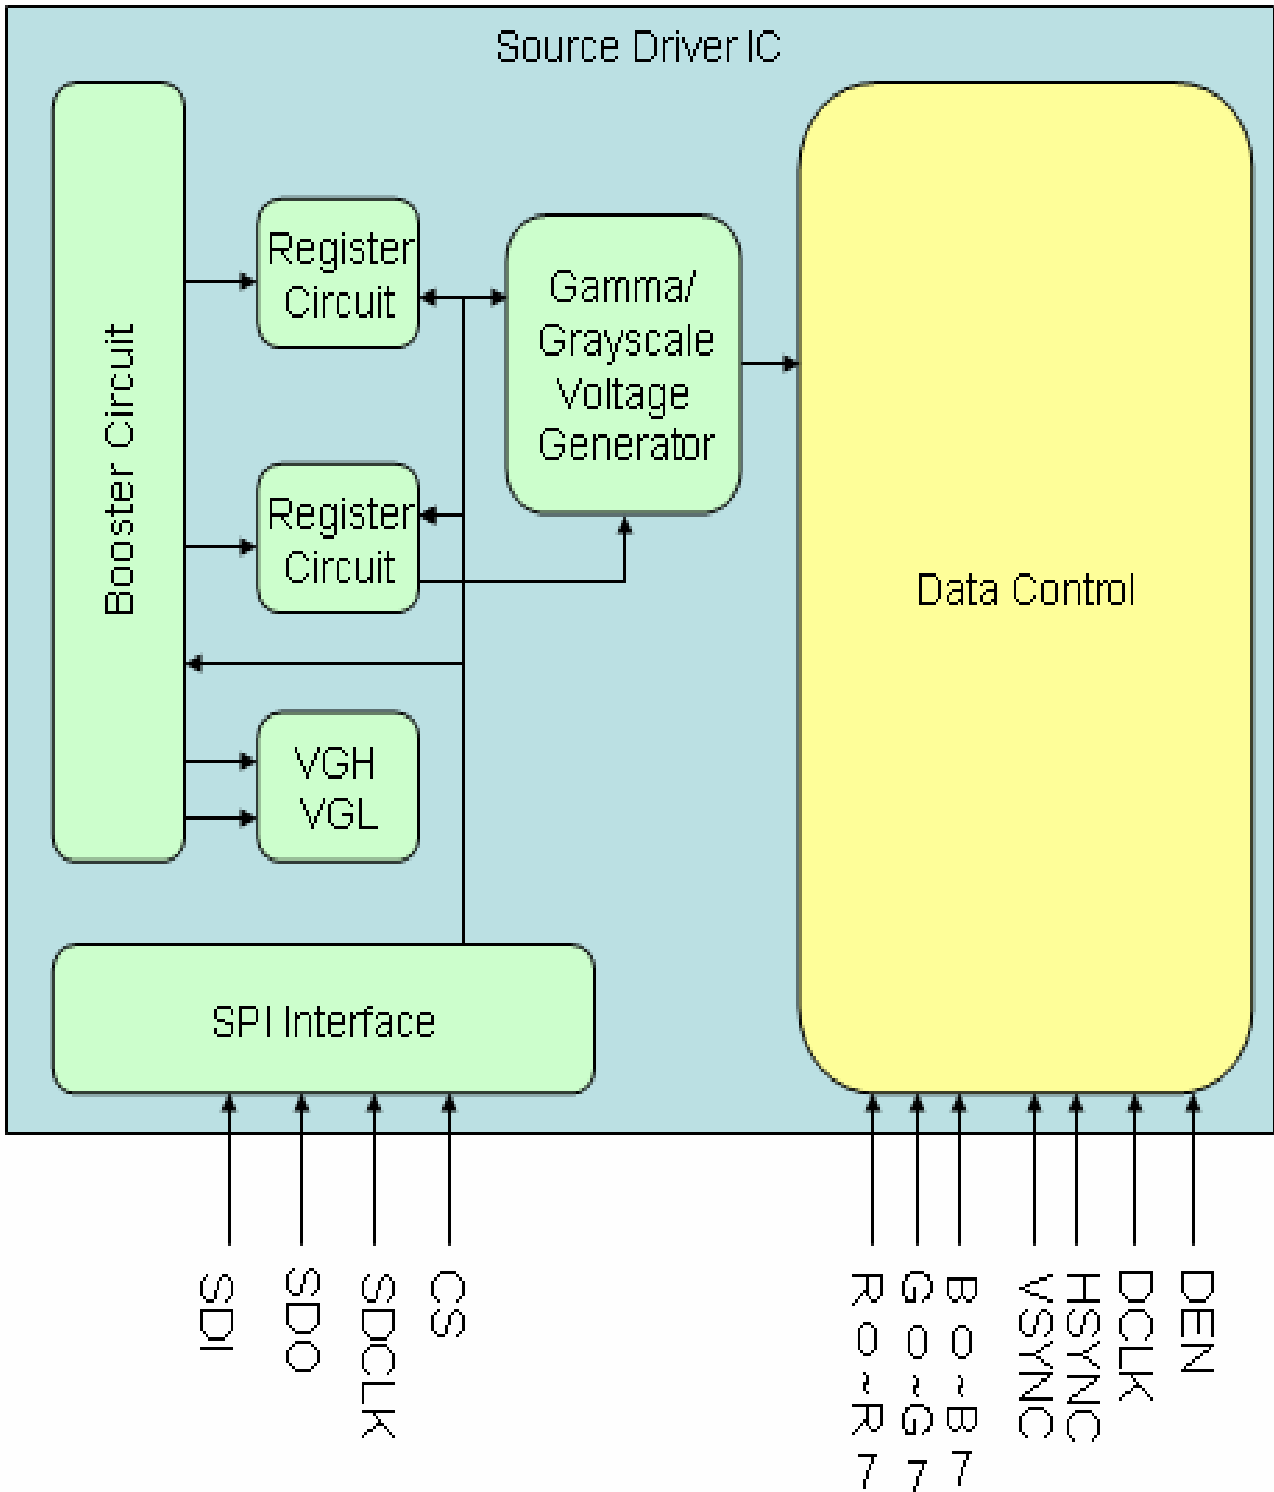 Source Driver IC
Booster Circuit
Register
Circuit
Gamma/
Grayscale
Voltage
Generator
Register
Circuit
Data Control
VGH
VGL
SPI Interface
SDI
SDO
SDCLK
CS
R0~R7
G0~G7
B0~B7
VSYNC
HSYNC
DCLK
DEN